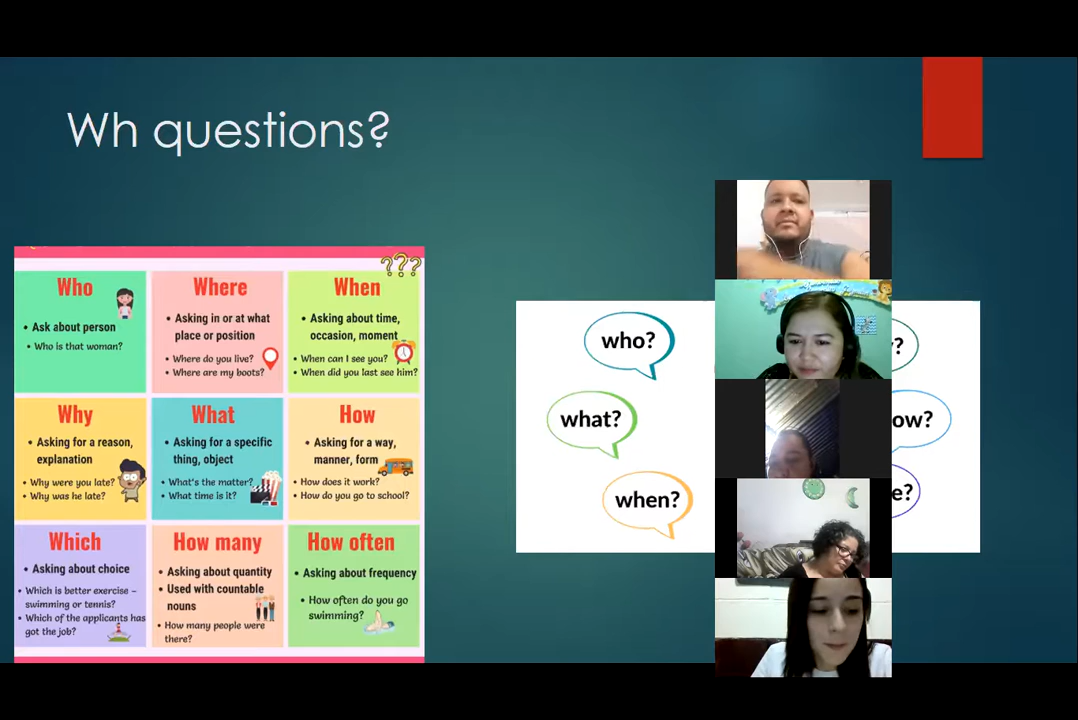 Wh questions?
???
Who
• Ask about person
• Who is that woman?
Where
• Asking in or at what
place or position
• Where do you live?
• Where are my boots?
When
• Asking about time,
occasion, moment
• When can I see you?
• When did you last see him?
Why
• Asking for a reason,
explanation
• Why were you late?
• Why was he late?
What
• Asking for a specific
thing, object
• What's the matter?
• What time is it?
How
• Asking for a way,
manner, form
• How does it work?
• How do you go to school?
Which
• Asking about choice
• Which is better exercise –
swimming or tennis?
• Which of the applicants has
got the job?
How many
• Asking about quantity
• Used with countable
nouns
• How many people were
there?
How often
• Asking about frequency
• How often do you go
swimming?
who?
what?
when?
?
ow?
e?